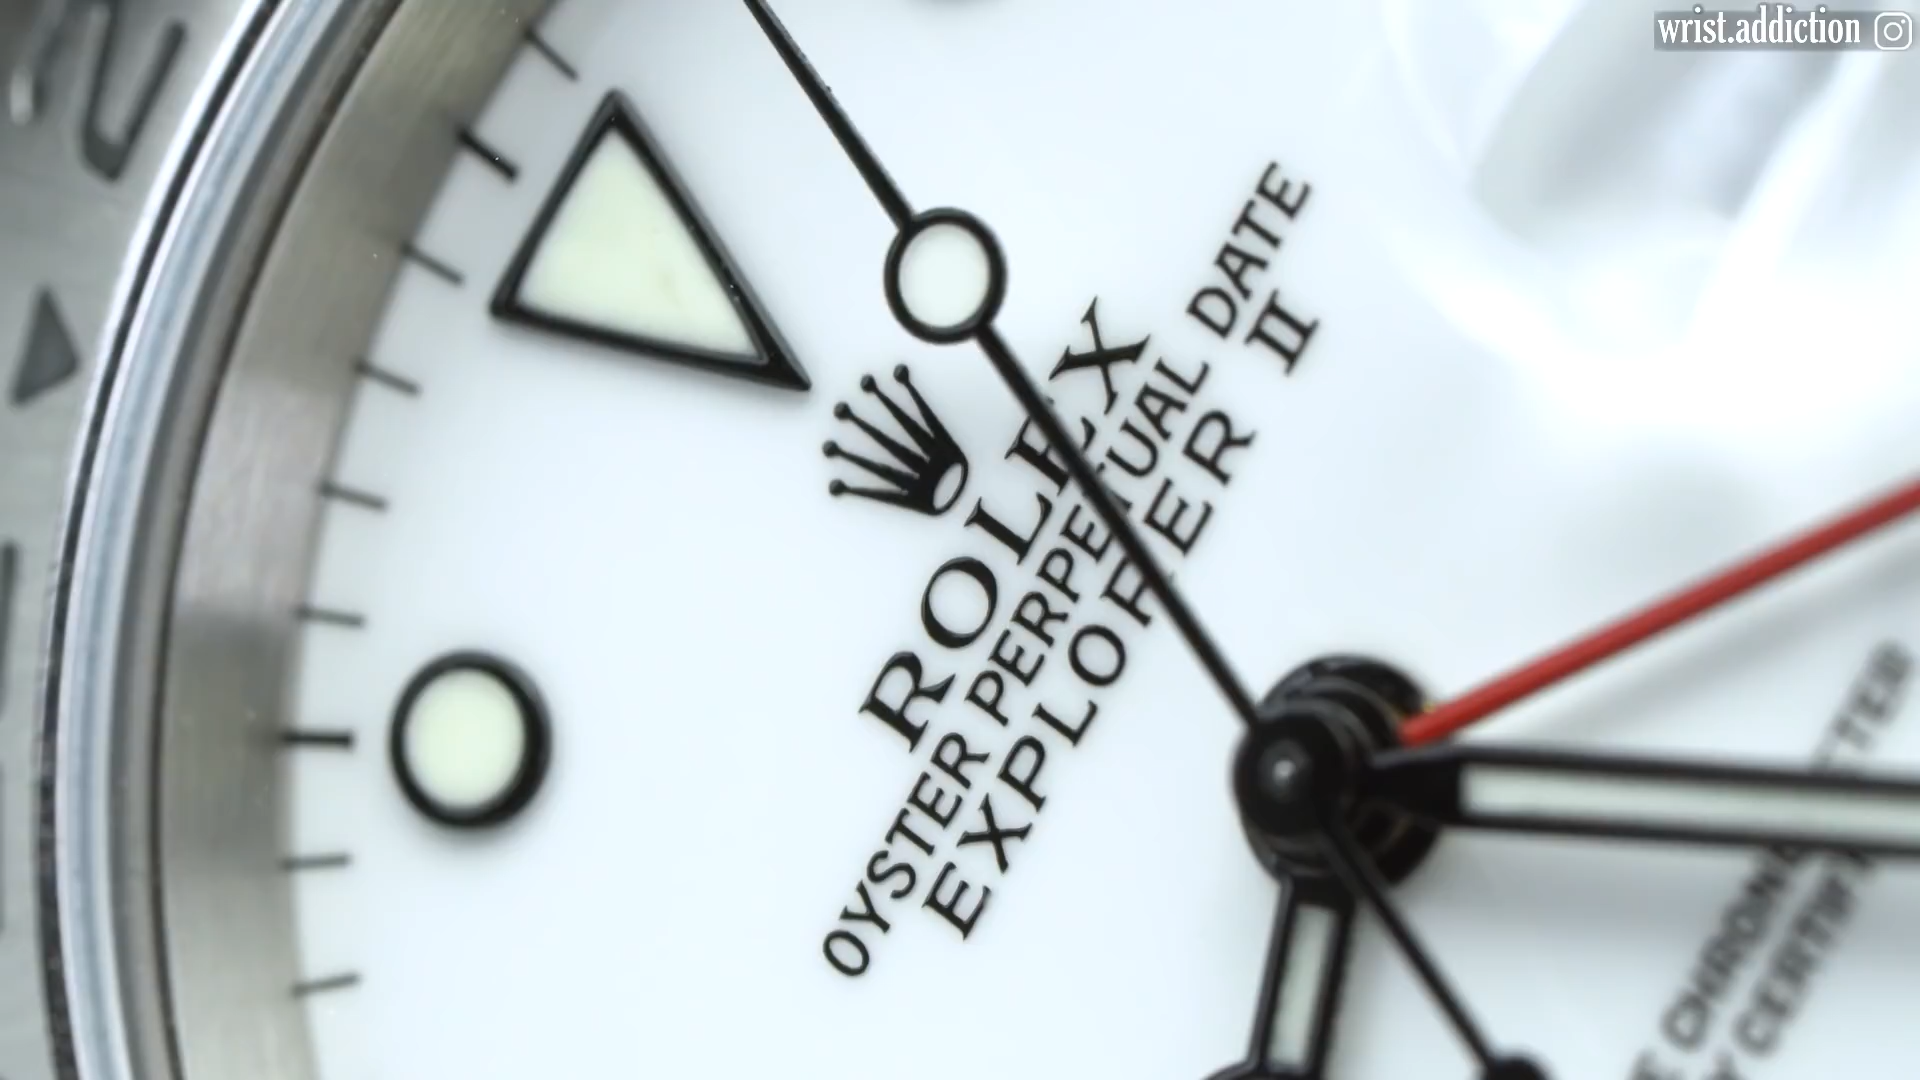 wrist.addiction
ROLEX
OYSTER PERPETUAL DATE
EXPLORER II